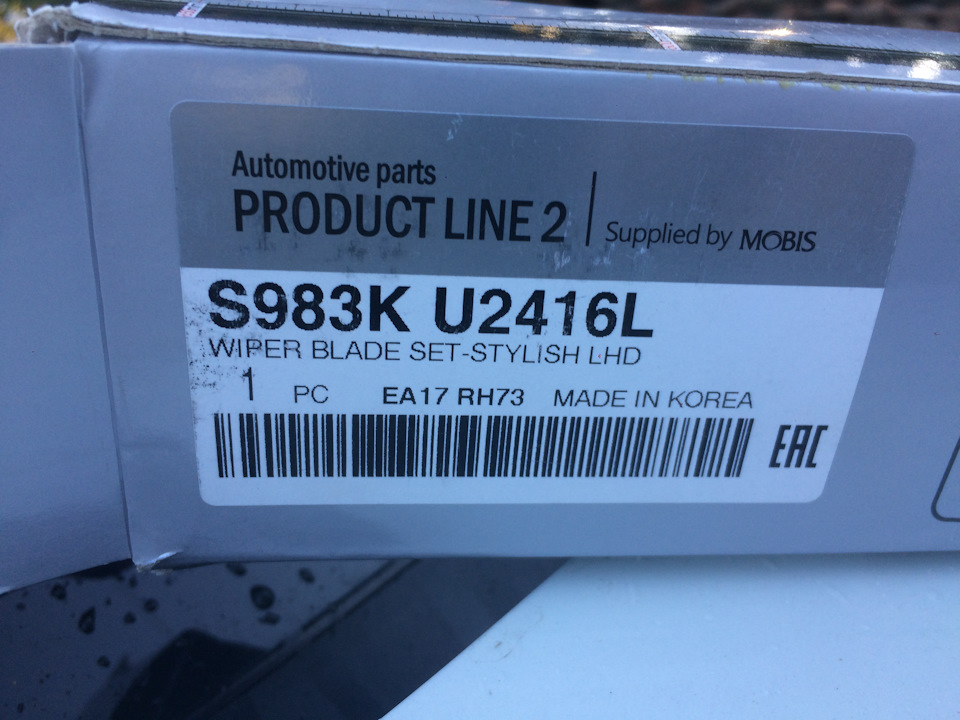 Automotive parts
PRODUCT LINE 2 | Supplied by MOBIS
S983K U2416L
WIPER BLADE SET-STYLISH LHD
1 PC EA17 RH73 MADE IN KOREA
EAC